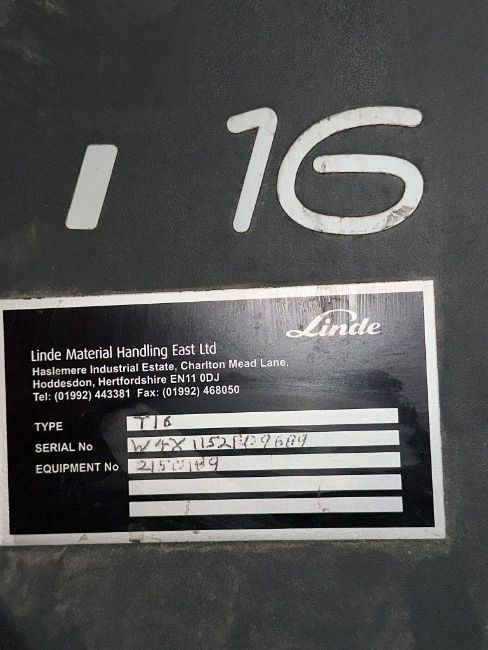 16
Linde
Linde Material Handling East Ltd
Haslemere Industrial Estate, Charlton Mead Lane,
Hoddesdon, Hertfordshire EN11 0DJ
Tel: (01992) 443381 Fax: (01992) 468050
TYPE T16
SERIAL No
EQUIPMENT No